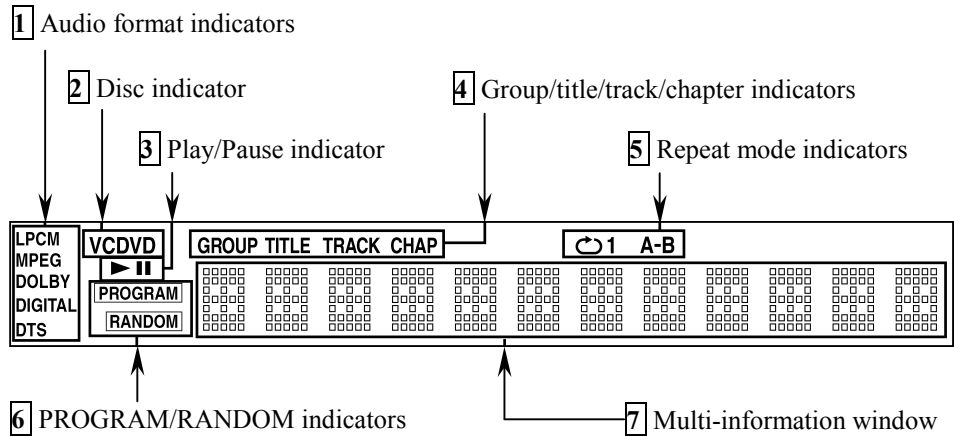 1 Audio format indicators
2 Disc indicator
4 Group/title/track/chapter indicators
3 Play/Pause indicator
5 Repeat mode indicators
LPCM
MPEG
DOLBY
DIGITAL
DTS
VCDVD
GROUP TITLE TRACK CHAP
1 A-B
PROGRAM
RANDOM
6 PROGRAM/RANDOM indicators
7 Multi-information window